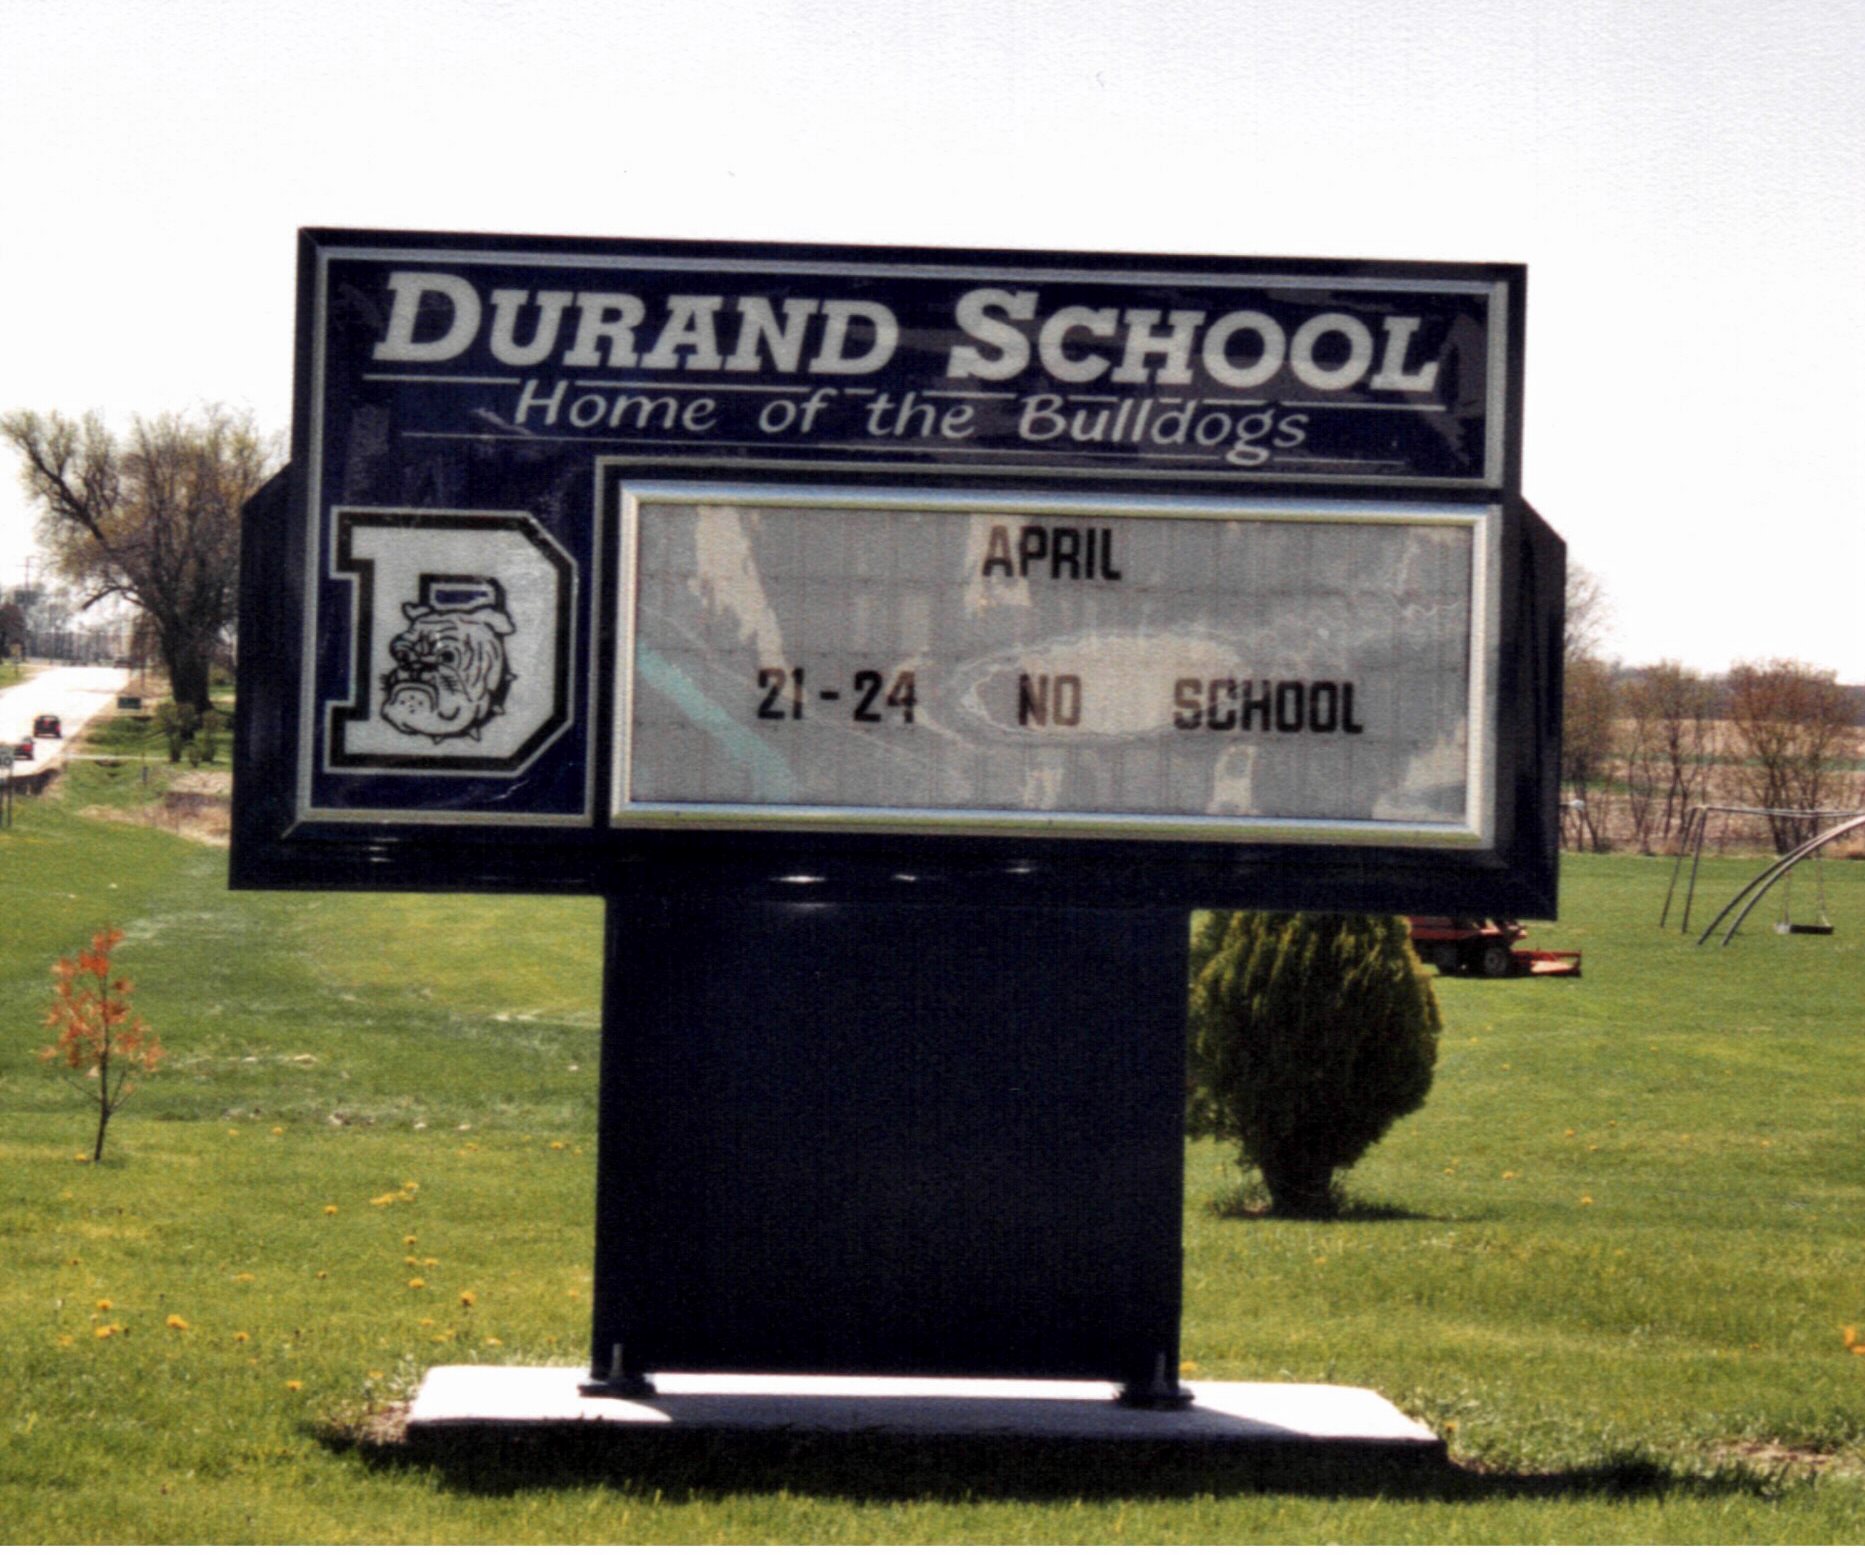 DURAND SCHOOL
Home of the Bulldogs
D
APRIL
21-24 NO SCHOOL